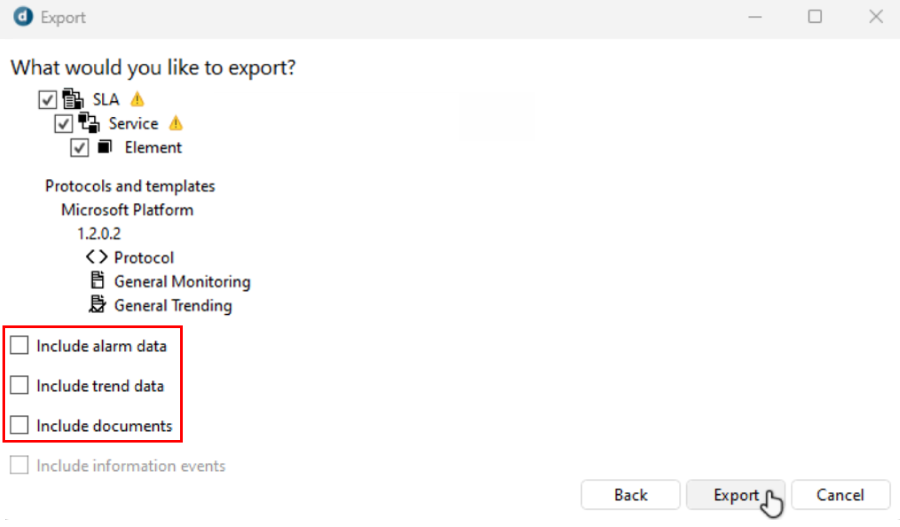 Export
What would you like to export?
SLA
Service
Element
Protocols and templates
Microsoft Platform
1.2.0.2
Protocol
General Monitoring
General Trending
Include alarm data
Include trend data
Include documents
Include information events
Back Export Cancel